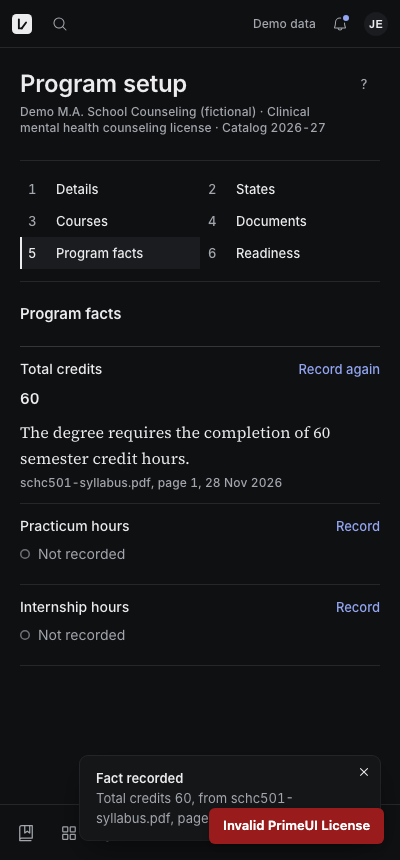 Demo data
JE
Program setup
?
Demo M.A. School Counseling (fictional) · Clinical
mental health counseling license · Catalog 2026-27
1 Details
2 States
3 Courses
4 Documents
5 Program facts
6 Readiness
Program facts
Total credits
Record again
60
The degree requires the completion of 60
semester credit hours.
schc501-syllabus.pdf, page 1, 28 Nov 2026
Practicum hours
Record
Not recorded
Internship hours
Record
Not recorded
Fact recorded
Total credits 60, from schc501-
syllabus.pdf, page
Invalid PrimeUI License